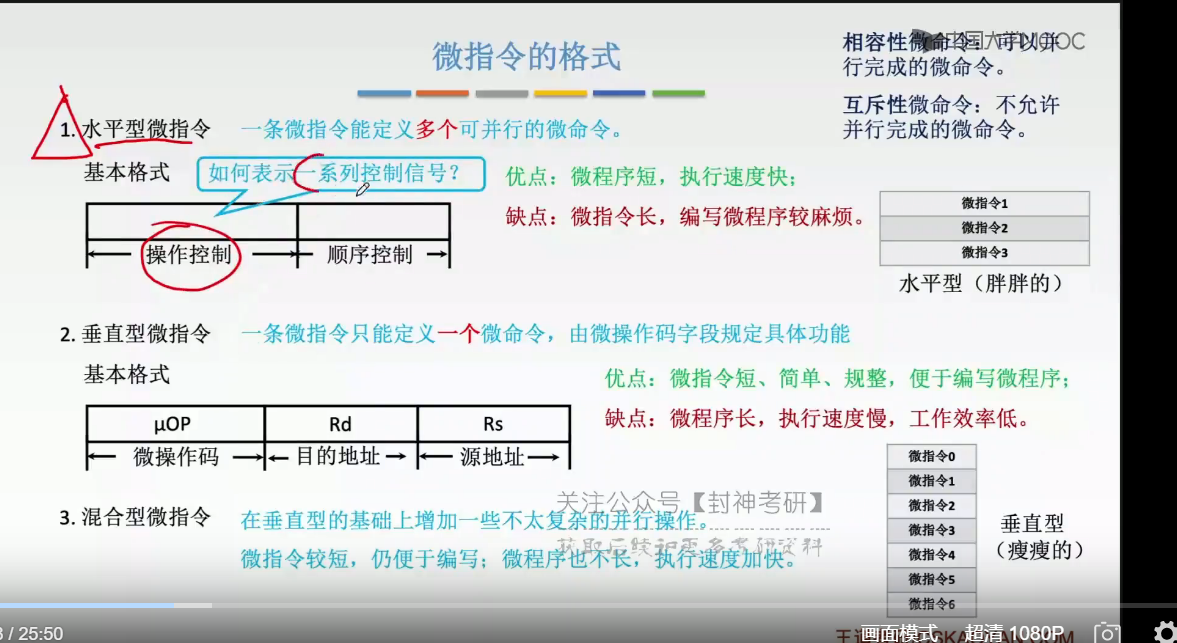 微指令的格式
中国大学MOOC
相容性微命令：可以并
行完成的微命令。
互斥性微命令：不允许
并行完成的微命令。
1. 水平型微指令 一条微指令能定义多个可并行的微命令。
基本格式 如何表示一系列控制信号？ 优点：微程序短，执行速度快；
缺点：微指令长，编写微程序较麻烦。
操作控制 顺序控制
微指令1
微指令2
微指令3
水平型（胖胖的）
2. 垂直型微指令 一条微指令只能定义一个微命令，由微操作码字段规定具体功能
基本格式 优点：微指令短、简单、规整，便于编写微程序；
缺点：微程序长，执行速度慢，工作效率低。
μOP Rd Rs
微操作码 目的地址 源地址
微指令0
微指令1
微指令2
微指令3
微指令4
微指令5
微指令6
垂直型
（瘦瘦的）
关注公众号【封神考研】
获取后续和更多考研资料
3. 混合型微指令 在垂直型的基础上增加一些不太复杂的并行操作。
微指令较短，仍便于编写；微程序也不长，执行速度加快。
/ 25:50
画面模式 超清 1080P